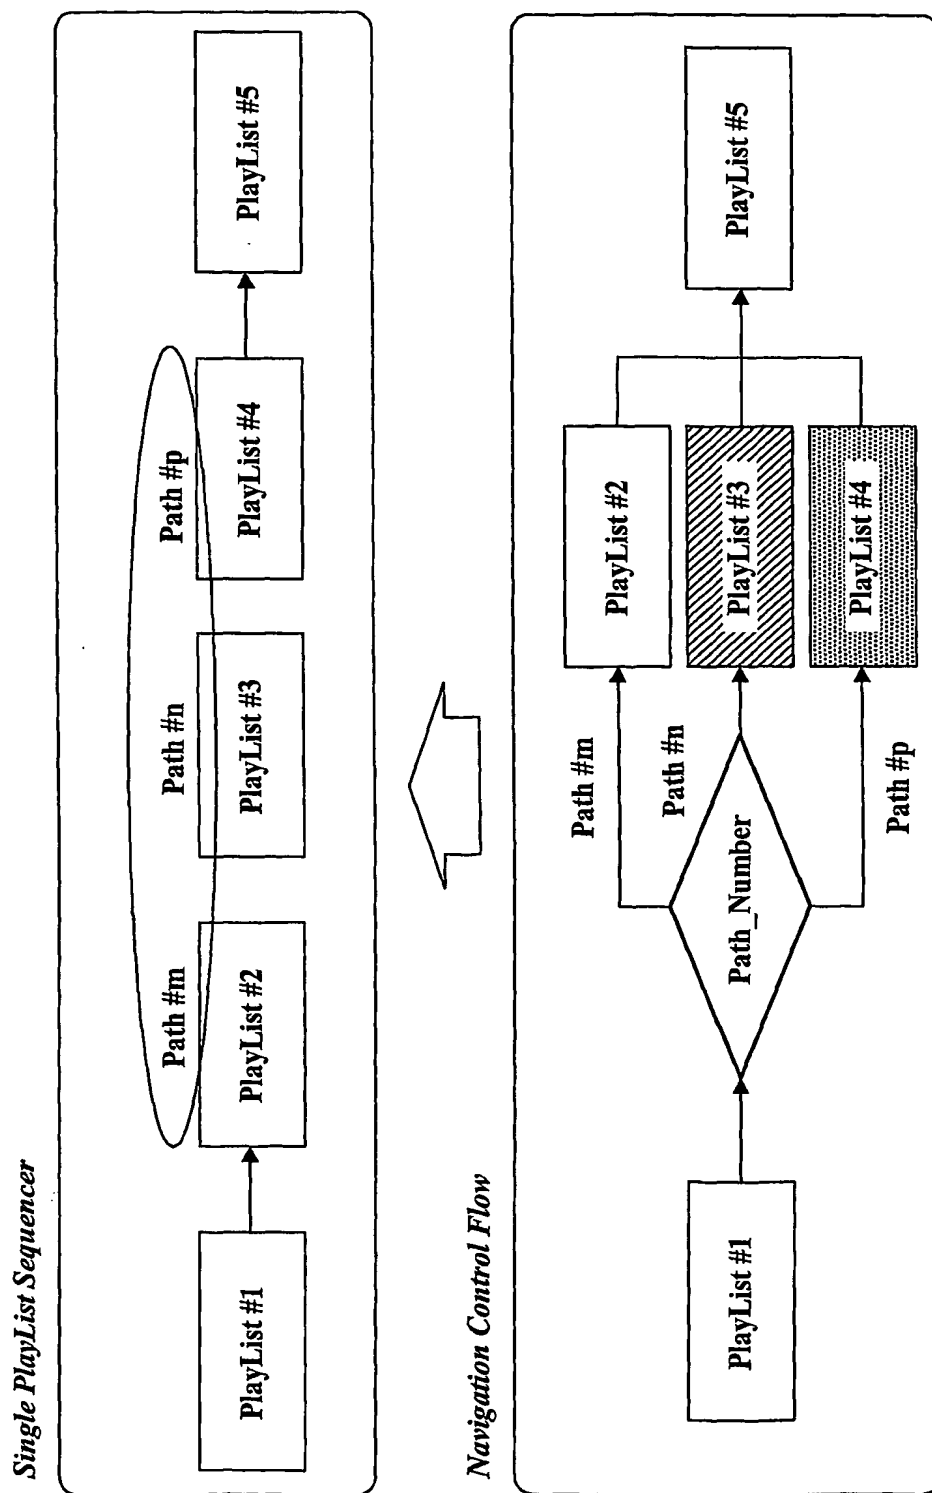 Single PlayList Sequencer
Path #m
Path #n
Path #p
PlayList #1
PlayList #2
PlayList #3
PlayList #4
PlayList #5
Navigation Control Flow
PlayList #1
Path_Number
Path #m
Path #n
Path #p
PlayList #2
PlayList #3
PlayList #4
PlayList #5